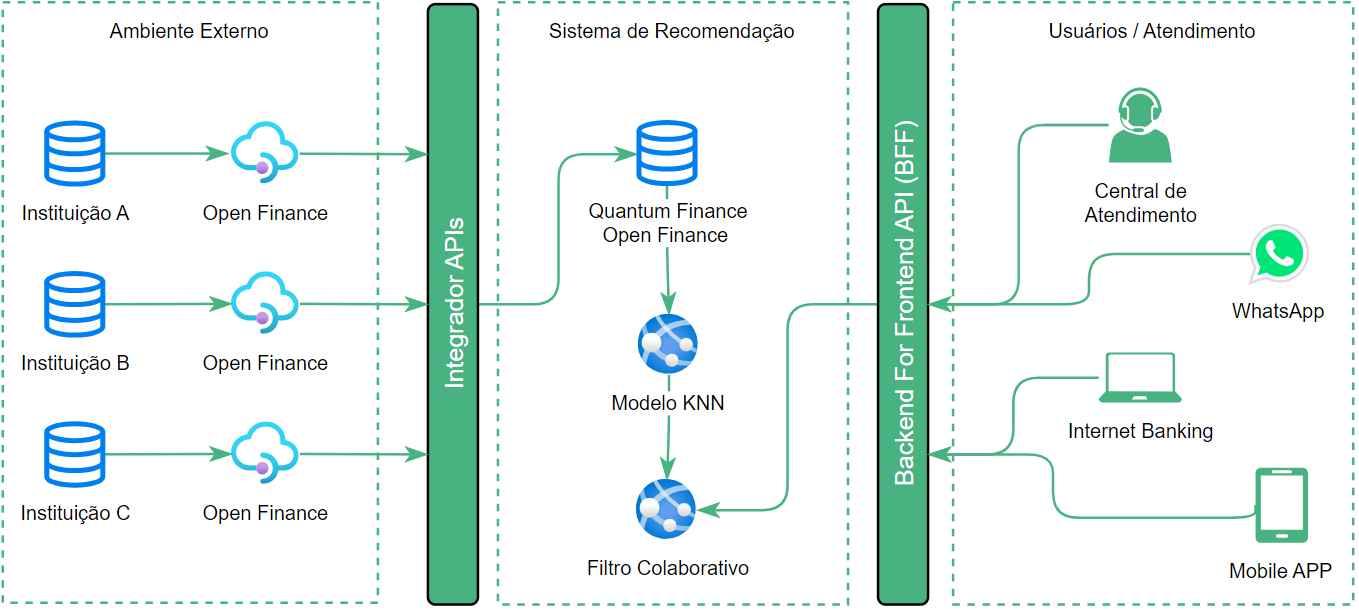 Ambiente Externo
Instituição A
Open Finance
Instituição B
Open Finance
Instituição C
Open Finance
Integrador APIs
Sistema de Recomendação
Quantum Finance
Open Finance
Modelo KNN
Filtro Colaborativo
Backend For Frontend API (BFF)
Usuários / Atendimento
Central de
Atendimento
WhatsApp
Internet Banking
Mobile APP